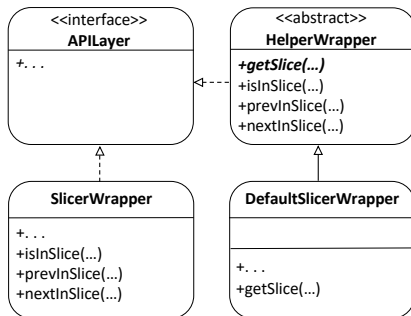 <<interface>>
APILayer
+. . .
<<abstract>>
HelperWrapper
+getSlice(...)
+isInSlice(...)
+prevInSlice(...)
+nextInSlice(...)
SlicerWrapper
+. . .
+isInSlice(...)
+prevInSlice(...)
+nextInSlice(...)
DefaultSlicerWrapper
+. . .
+getSlice(...)